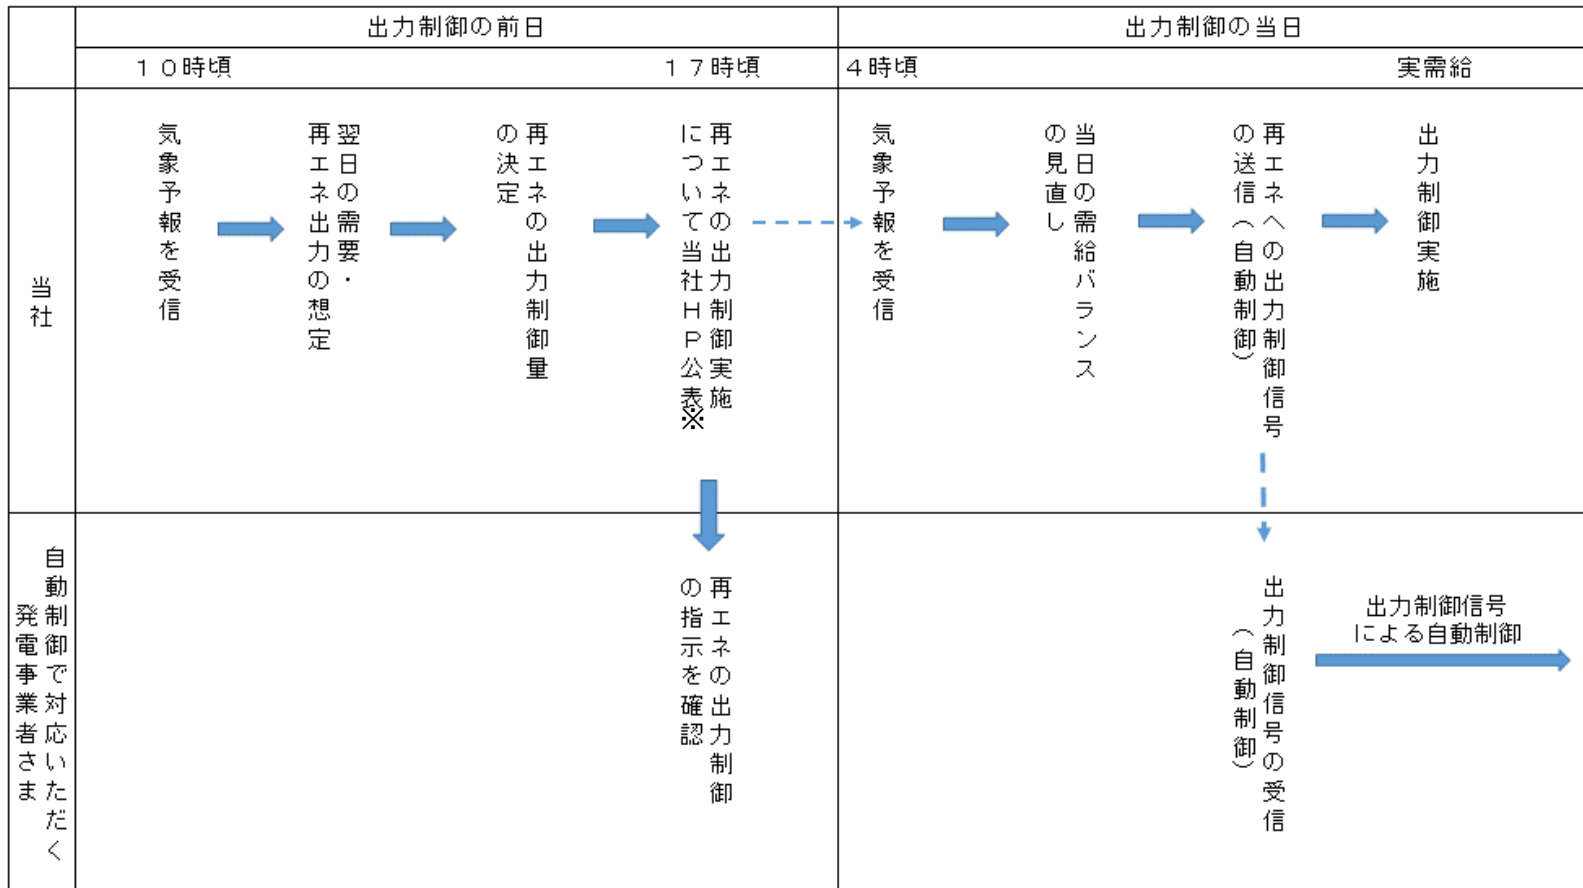 出力制御の前日
出力制御の当日
１０時頃
１７時頃
4時頃
実需給
当社
気象予報を受信
翌日の需要・
再エネ出力の想定
再エネの出力制御量
の決定
再エネの出力制御実施
について当社ＨＰ公表※
気象予報を受信
当日の需給バランス
の見直し
再エネへの出力制御信号
の送信（自動制御）
出力制御実施
自動制御で対応いただく
発電事業者さま
再エネの出力制御
の指示を確認
出力制御信号の受信
（自動制御）
出力制御信号
による自動制御